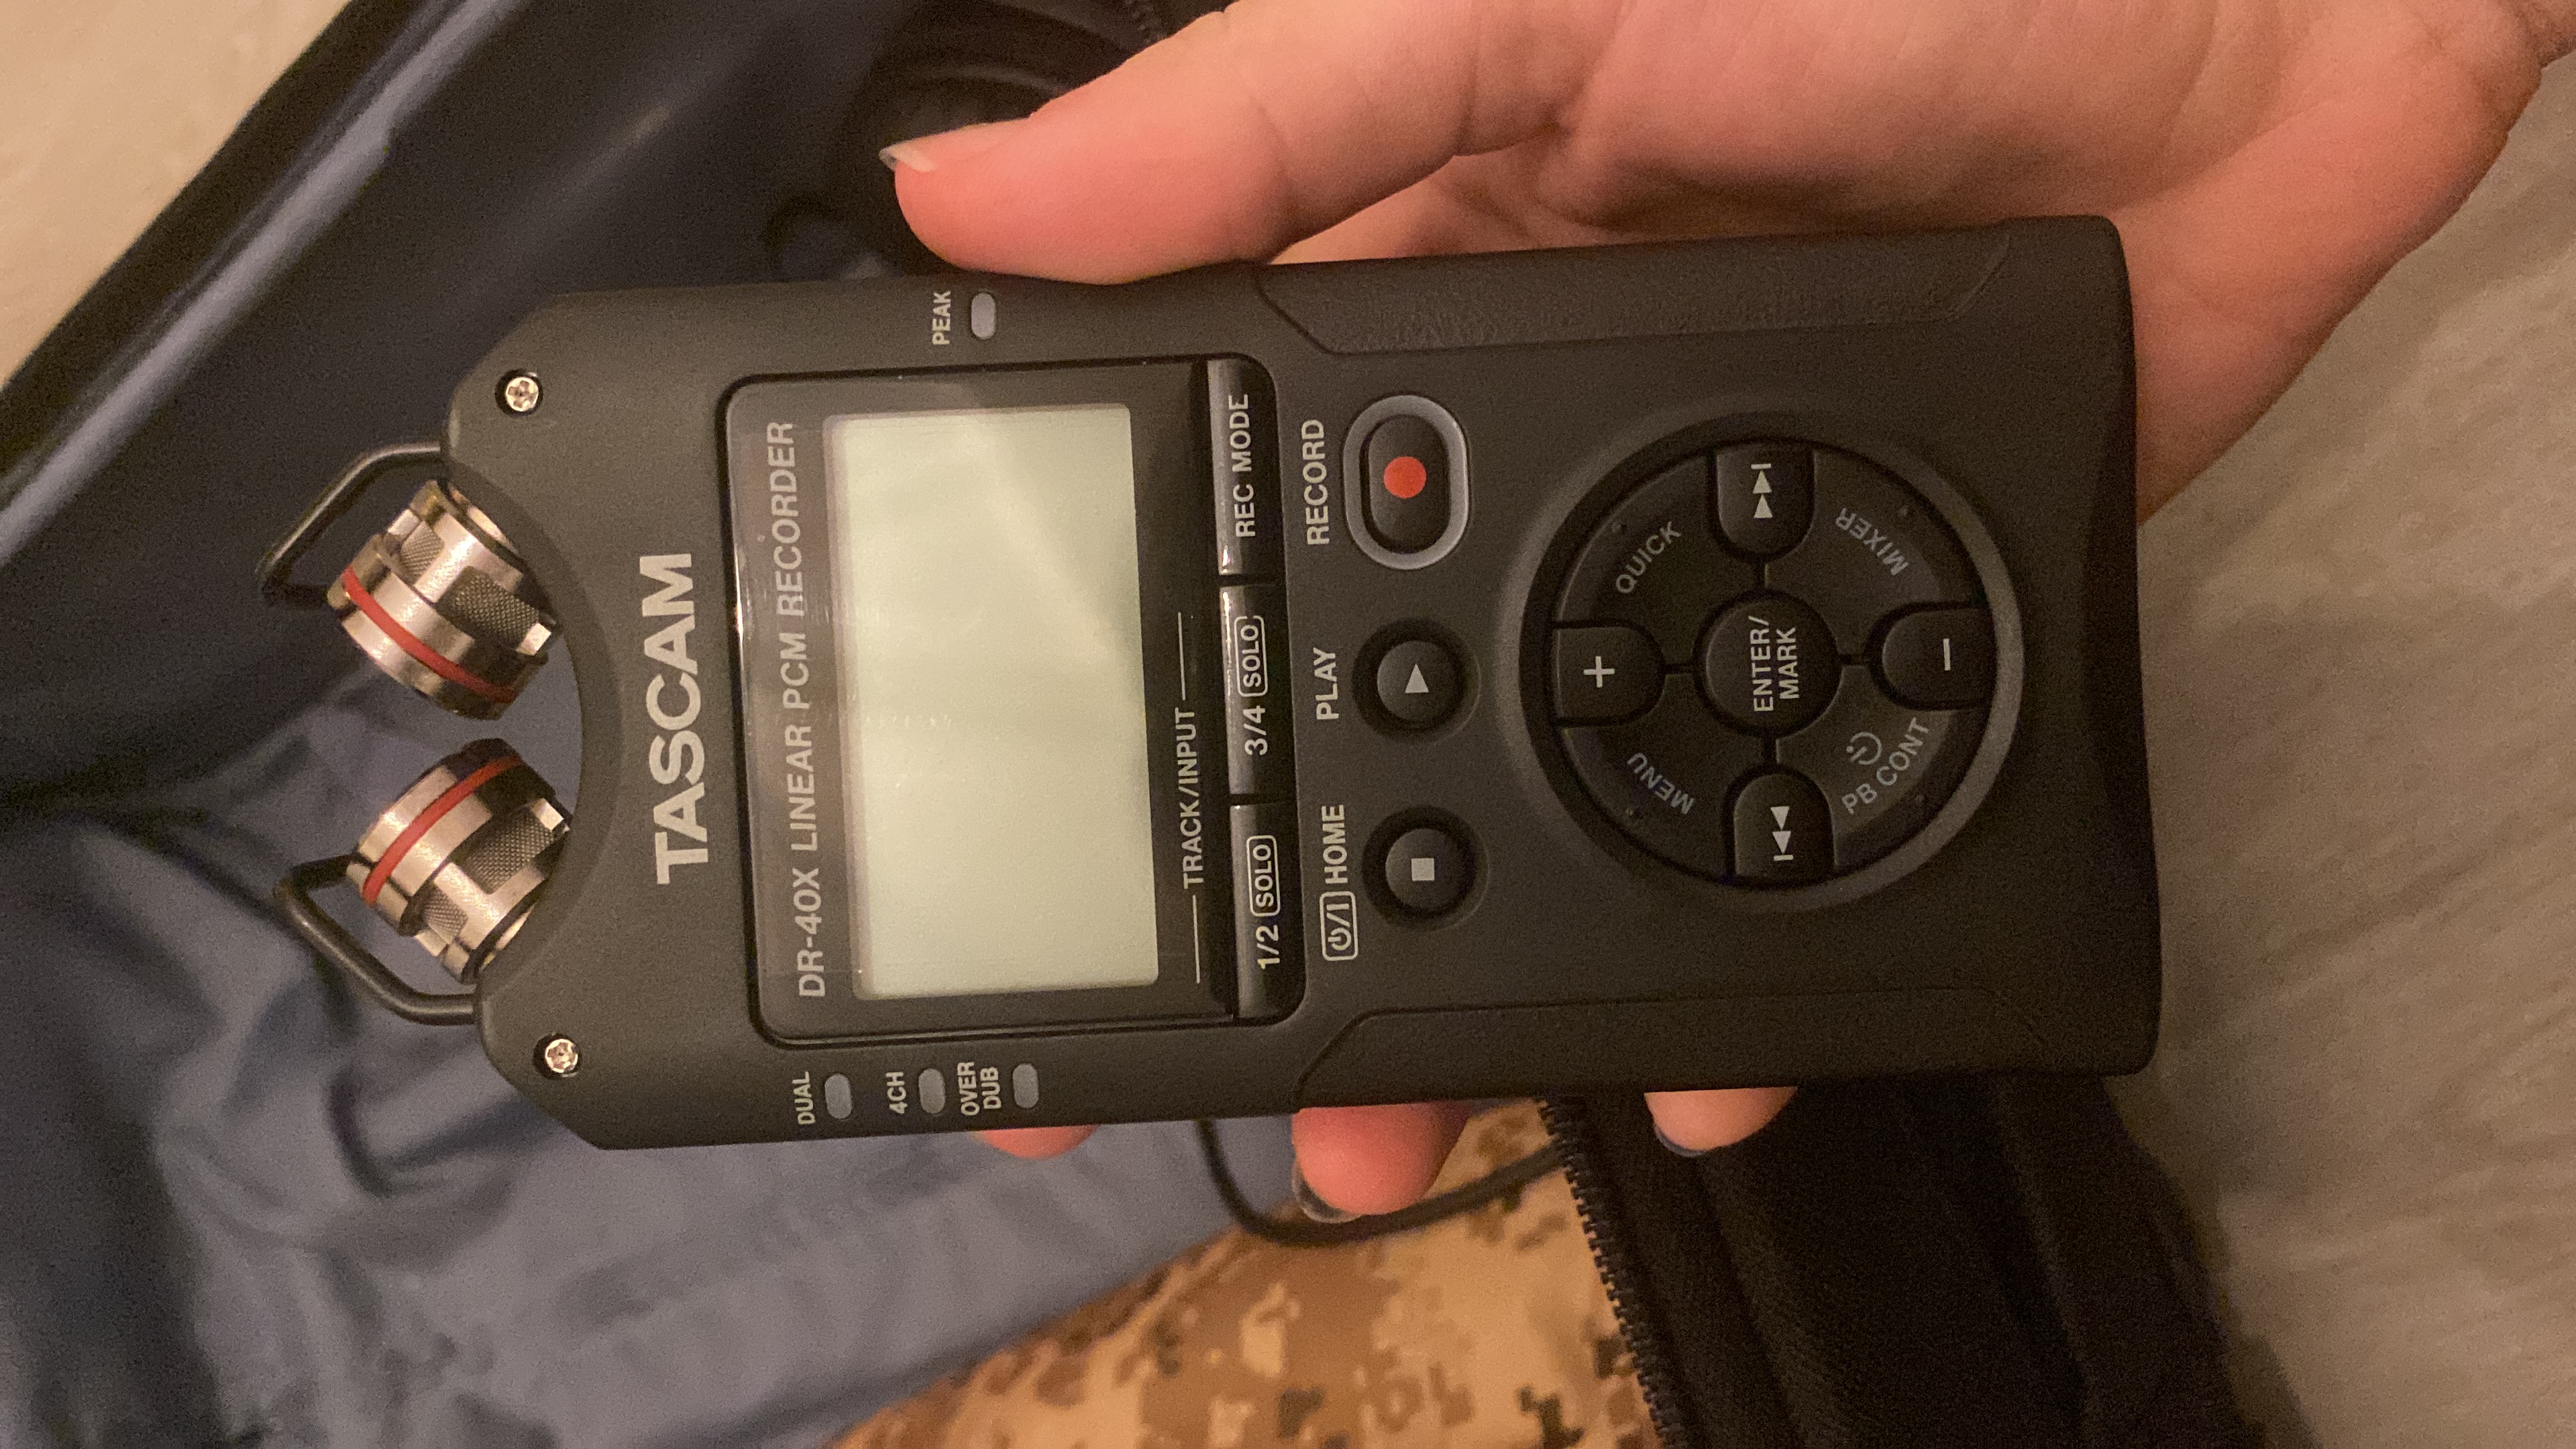 TASCAM
DR-40X LINEAR PCM RECORDER
DUAL
4CH
OVER
DUB
PEAK
TRACK/INPUT
1/2 SOLO
3/4 SOLO
REC MODE
⏻/I HOME
PLAY
RECORD
+
MENU
QUICK
ENTER/
MARK
PB CONT
MIXER
−